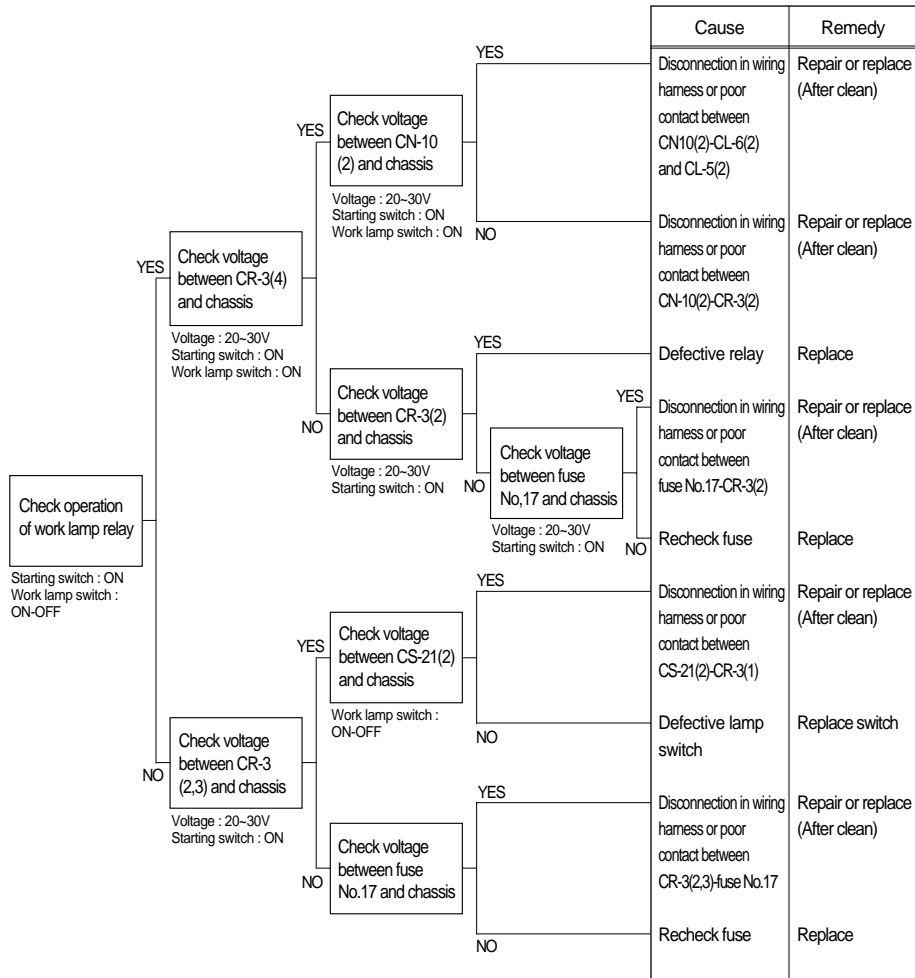 Cause
Remedy
YES
Disconnection in wiring
harness or poor
contact between
CN10(2)-CL-6(2)
and CL-5(2)
Repair or replace
(After clean)
YES
Check voltage
between CN-10
(2) and chassis
Voltage : 20~30V
Starting switch : ON
Work lamp switch : ON
NO
Disconnection in wiring
harness or poor
contact between
CN-10(2)-CR-3(2)
Repair or replace
(After clean)
YES
Check voltage
between CR-3(4)
and chassis
Voltage : 20~30V
Starting switch : ON
Work lamp switch : ON
YES
Defective relay
Replace
NO
Check voltage
between CR-3(2)
and chassis
Voltage : 20~30V
Starting switch : ON
YES
Disconnection in wiring
harness or poor
contact between
fuse No.17-CR-3(2)
Repair or replace
(After clean)
NO
Check voltage
between fuse
No,17 and chassis
Voltage : 20~30V
Starting switch : ON
NO
Recheck fuse
Replace
Check operation
of work lamp relay
Starting switch : ON
Work lamp switch :
ON-OFF
YES
Disconnection in wiring
harness or poor
contact between
CS-21(2)-CR-3(1)
Repair or replace
(After clean)
YES
Check voltage
between CS-21(2)
and chassis
Work lamp switch :
ON-OFF
NO
Defective lamp
switch
Replace switch
NO
Check voltage
between CR-3
(2,3) and chassis
Voltage : 20~30V
Starting switch : ON
YES
Disconnection in wiring
harness or poor
contact between
CR-3(2,3)-fuse No.17
Repair or replace
(After clean)
NO
Check voltage
between fuse
No.17 and chassis
NO
Recheck fuse
Replace